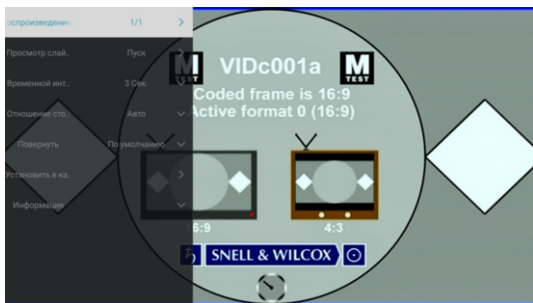 оспроизведени 1/1
Просмотр слай.. Пуск
Временной инт.. 3 Сек.
Отношение сто.. Авто
Повернуть По умолчанию
Установить в ка..
Информация
M TEST
VIDc001a
M TEST
Coded frame is 16:9
Active format 0 (16:9)
16:9
4:3
SNELL & WILCOX